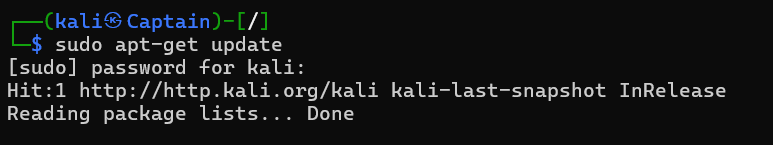 ┌──(kali㉿Captain)-[/]
└─$ sudo apt-get update
[sudo] password for kali:
Hit:1 http://http.kali.org/kali kali-last-snapshot InRelease
Reading package lists... Done